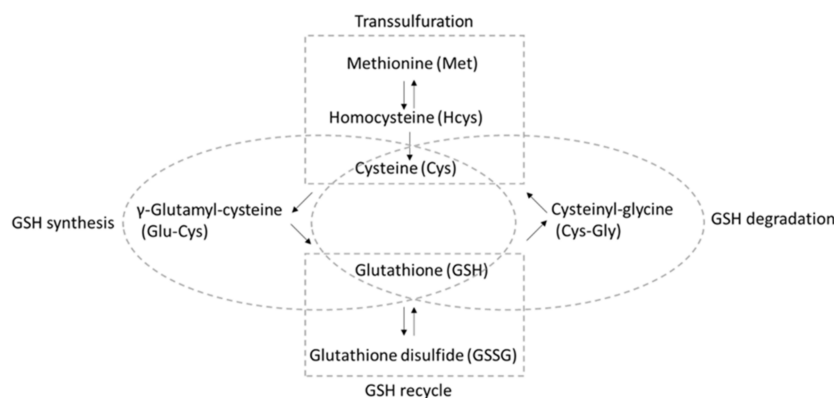 Transsulfuration
Methionine (Met)
Homocysteine (Hcys)
Cysteine (Cys)
γ-Glutamyl-cysteine
(Glu-Cys)
GSH synthesis
Cysteinyl-glycine
(Cys-Gly)
GSH degradation
Glutathione (GSH)
Glutathione disulfide (GSSG)
GSH recycle